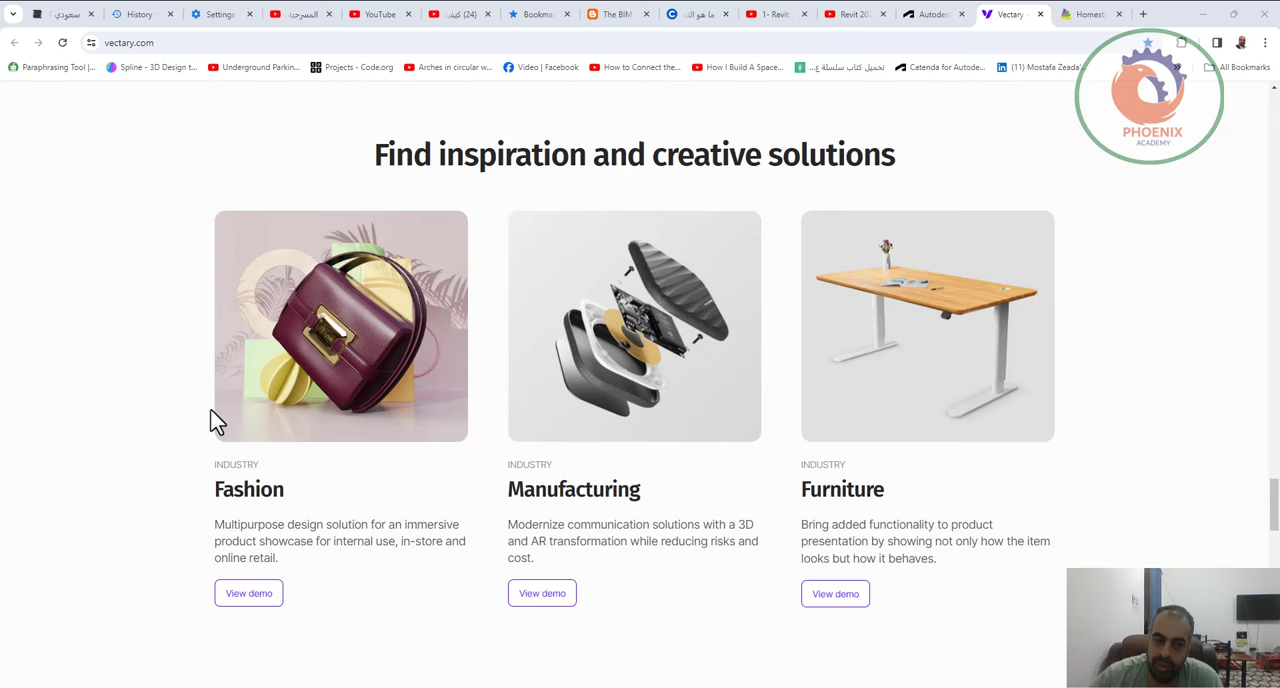 سعودي F
History
Settings
المسرحية
YouTube
كيفية (24)
Bookmar
The BIM
ما هو الته
1- Revit
Revit 202
Autodes
Vectary
Homesty
vectary.com
Paraphrasing Tool |...
Spline - 3D Design t...
Underground Parkin...
Projects - Code.org
Archestudy Career w...
Video | Facebook
How to Connect the...
How I Build A Space...
تحميل كتاب سلسلة ع...
Catenda for Autode...
(11) Mostafa Zeada'...
All Bookmarks
PHOENIX
ACADEMY
Find inspiration and creative solutions
INDUSTRY
Fashion
Multipurpose design solution for an immersive
product showcase for internal use, in-store and
online retail.
View demo
INDUSTRY
Manufacturing
Modernize communication solutions with a 3D
and AR transformation while reducing risks and
cost.
View demo
INDUSTRY
Furniture
Bring added functionality to product
presentation by showing not only how the item
looks but how it behaves.
View demo